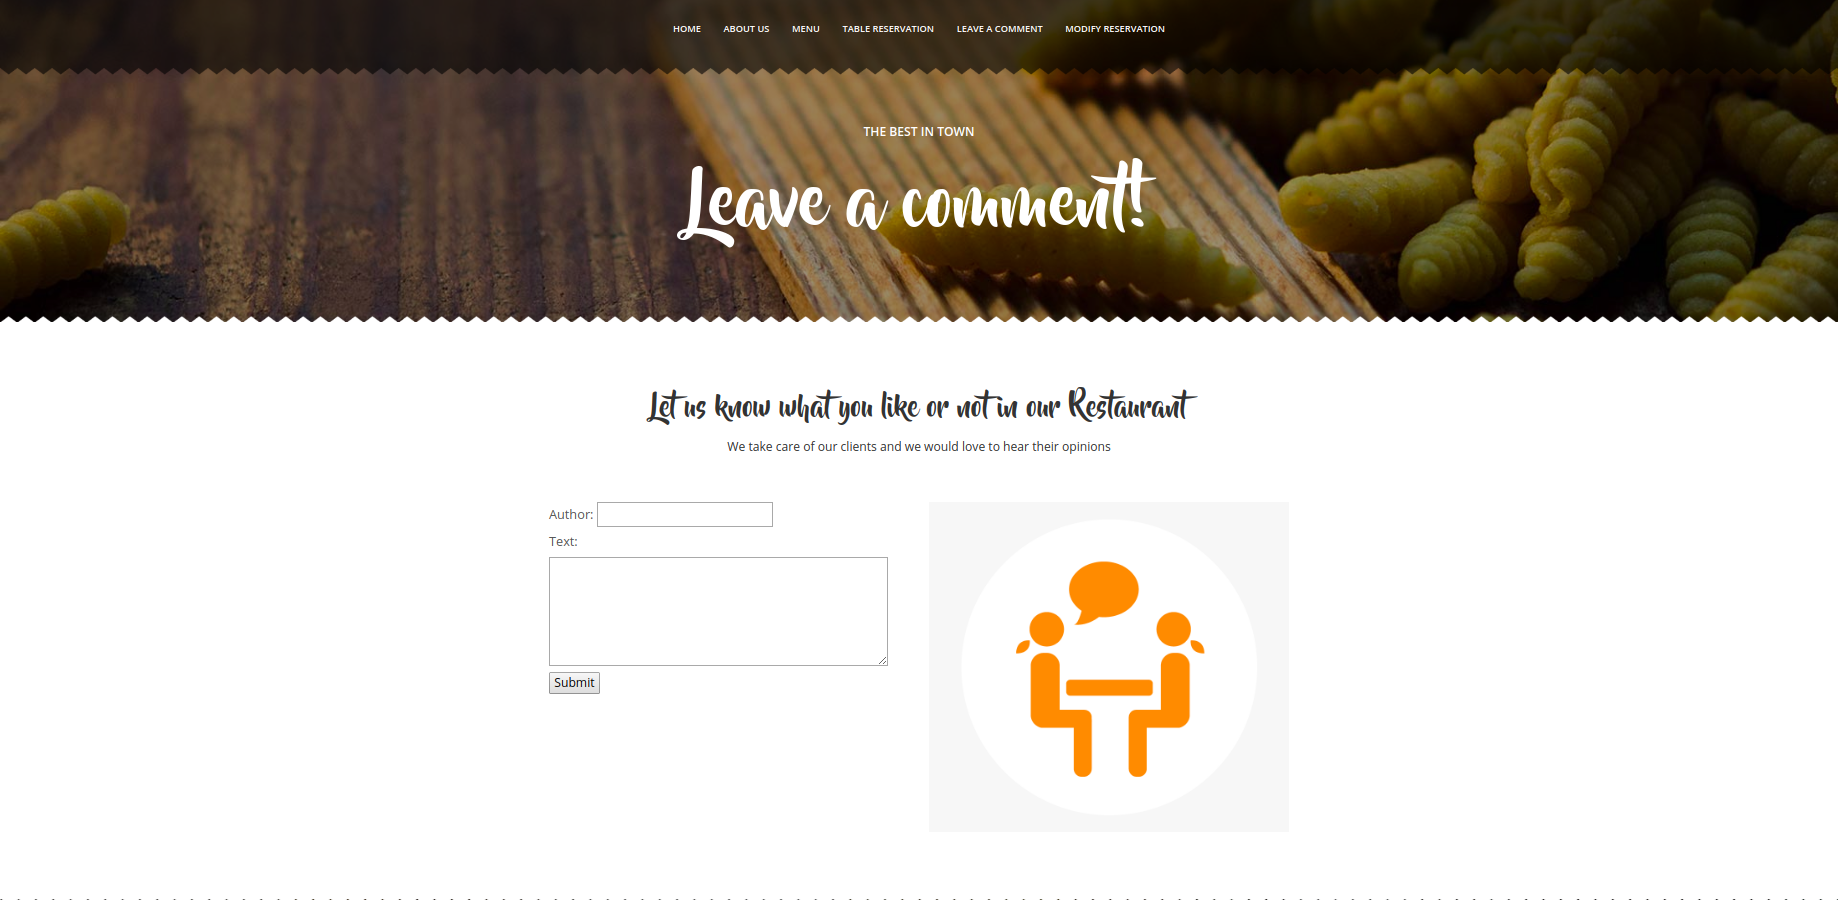 HOME ABOUT US MENU TABLE RESERVATION LEAVE A COMMENT MODIFY RESERVATION
THE BEST IN TOWN
Leave a comment!
Let us know what you like or not in our Restaurant
We take care of our clients and we would love to hear their opinions
Author:
Text:
Submit